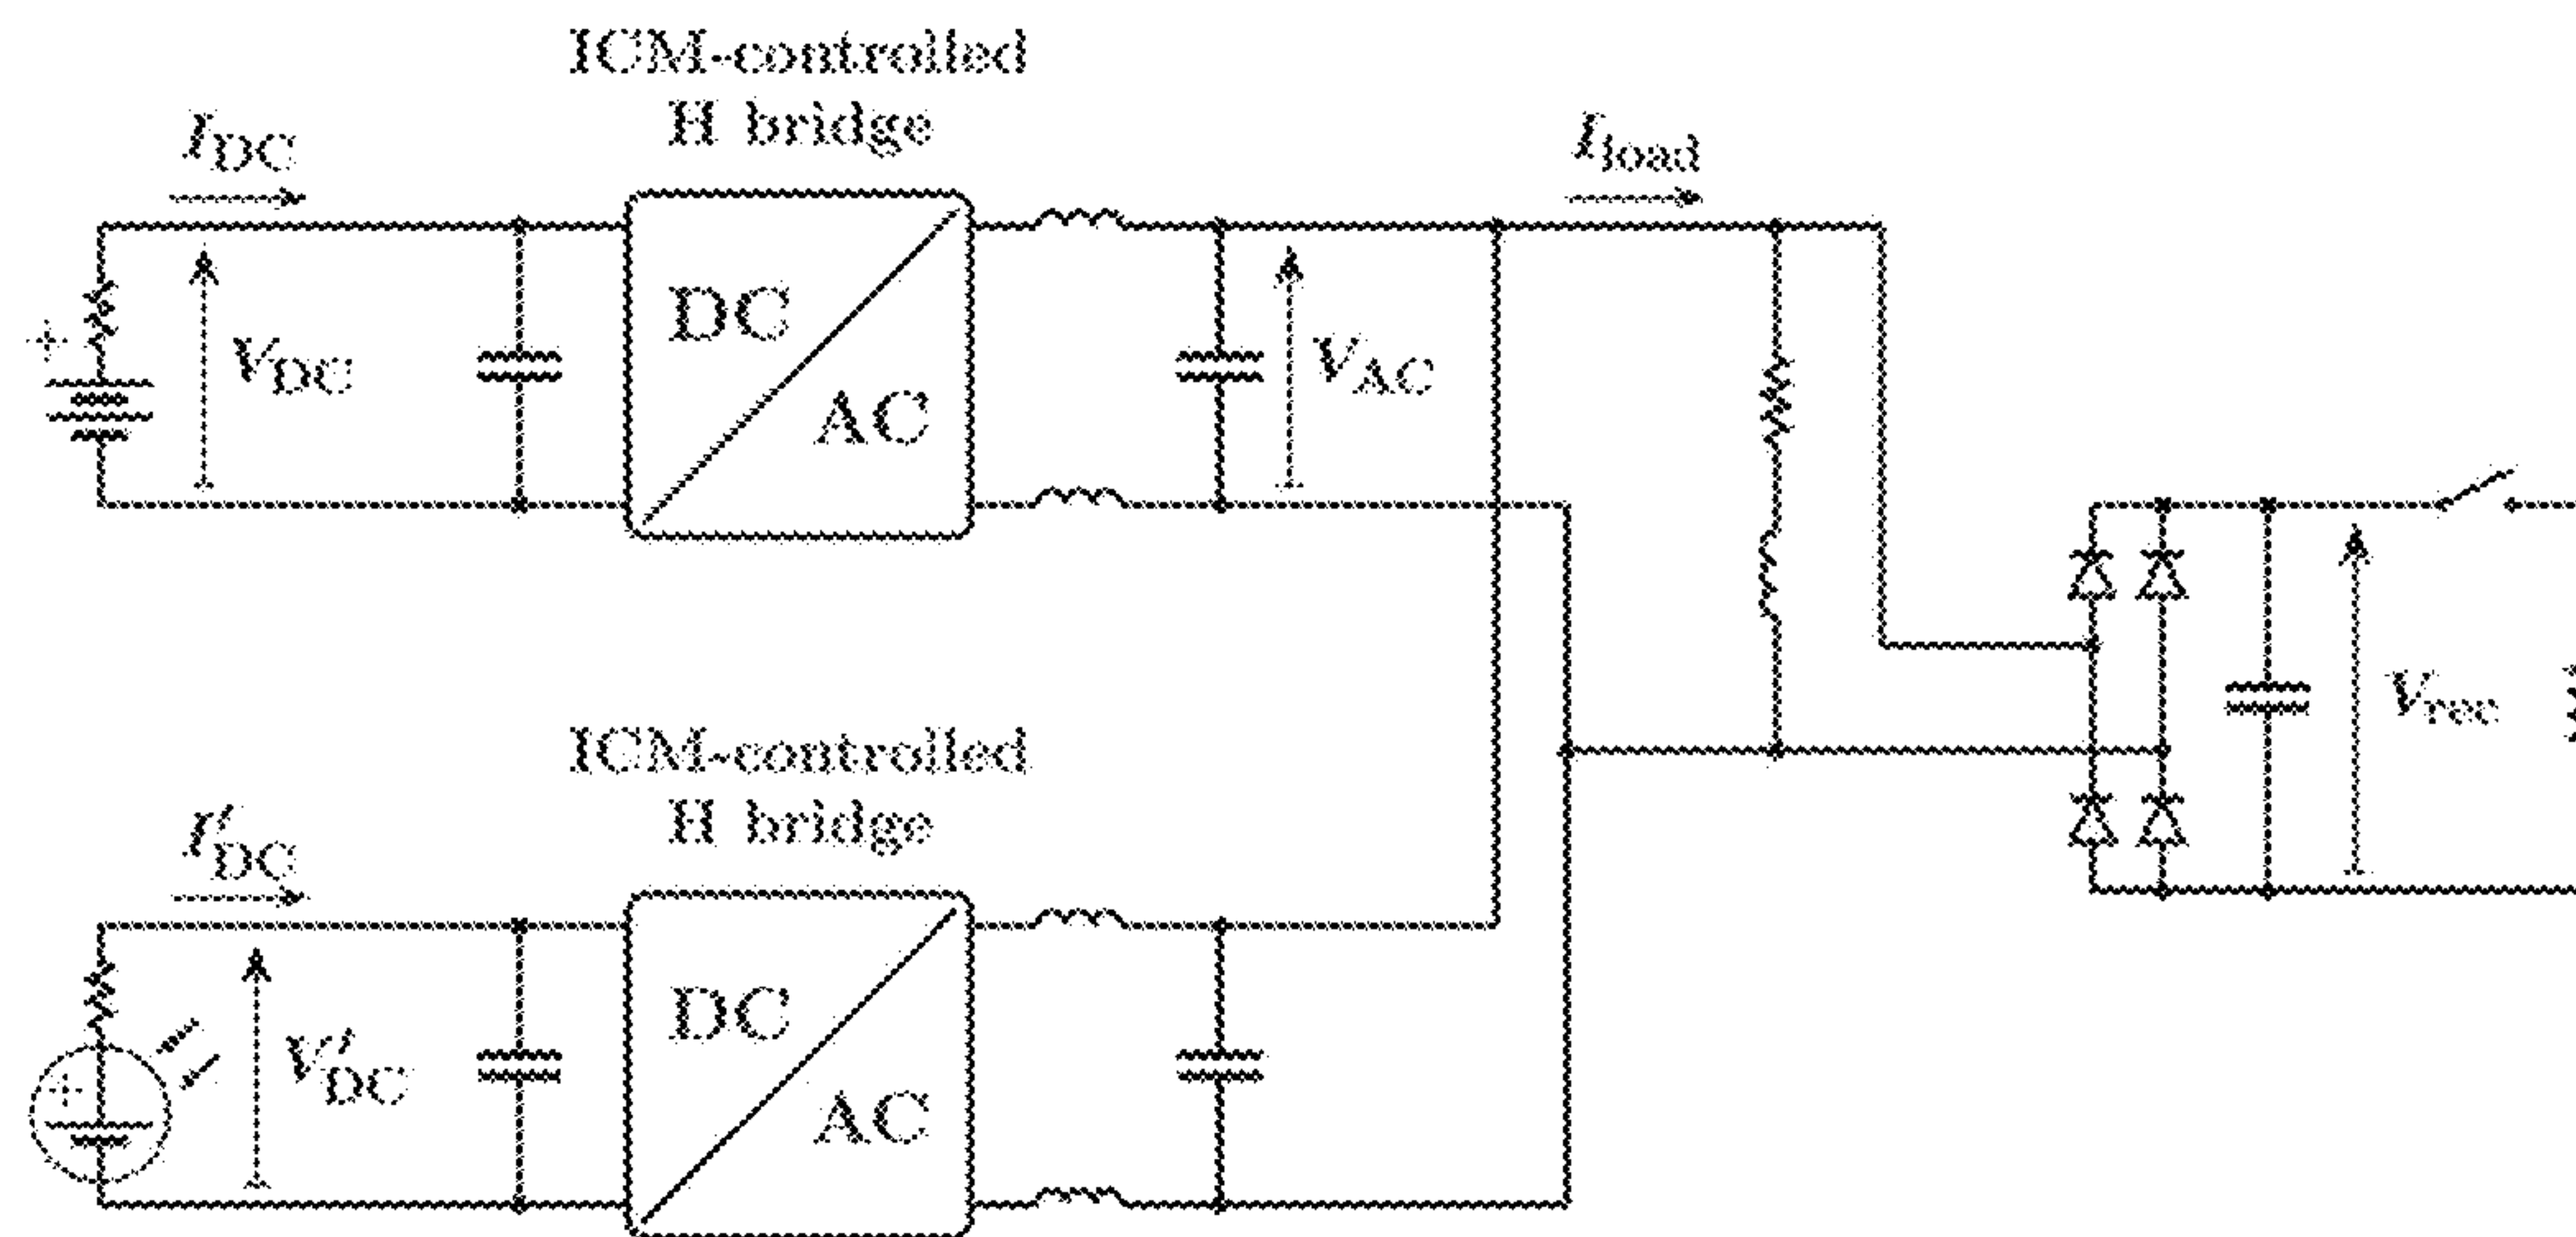 ICM-controlled
H bridge
I_DC
I_load
+
V_DC
DC
AC
V_AC
V_rec
ICM-controlled
H bridge
I'_DC
+
V'_DC
DC
AC